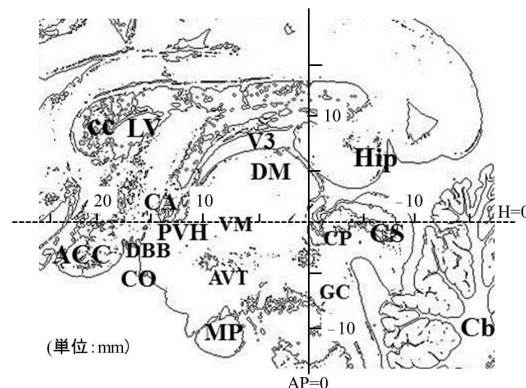 10
CC LV
V3
DM
Hip
20
CA
10
-10
H=0
PVH
VM
CP
CS
ACC
DBB
CO
AVT
GC
MP
-10
Cb
(単位:mm)
AP=0